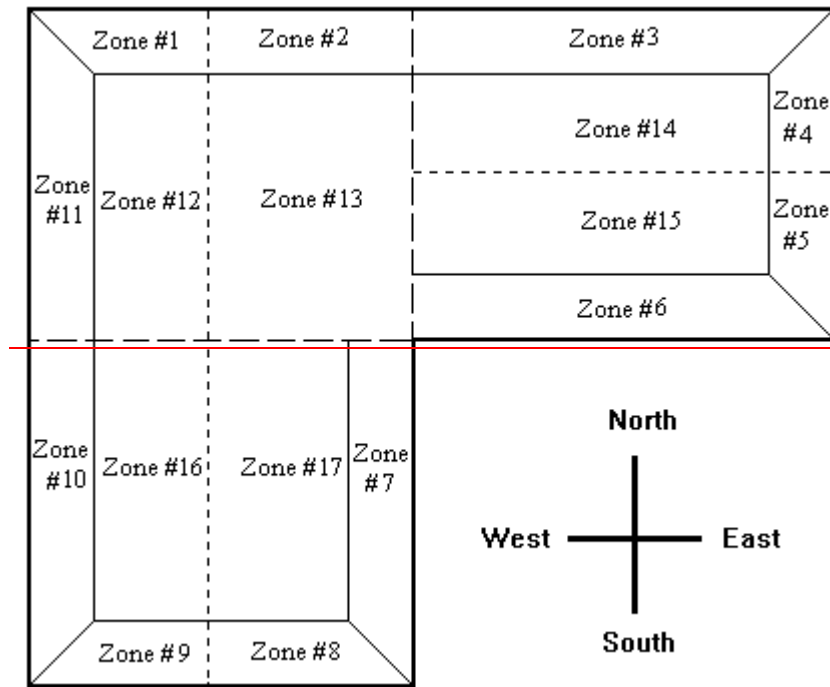 Zone #1
Zone #2
Zone #3
Zone
#4
Zone #14
Zone
#11
Zone #12
Zone #13
Zone #15
Zone
#5
Zone #6
Zone
#10
Zone #16
Zone #17
Zone
#7
Zone #9
Zone #8
North
West
East
South